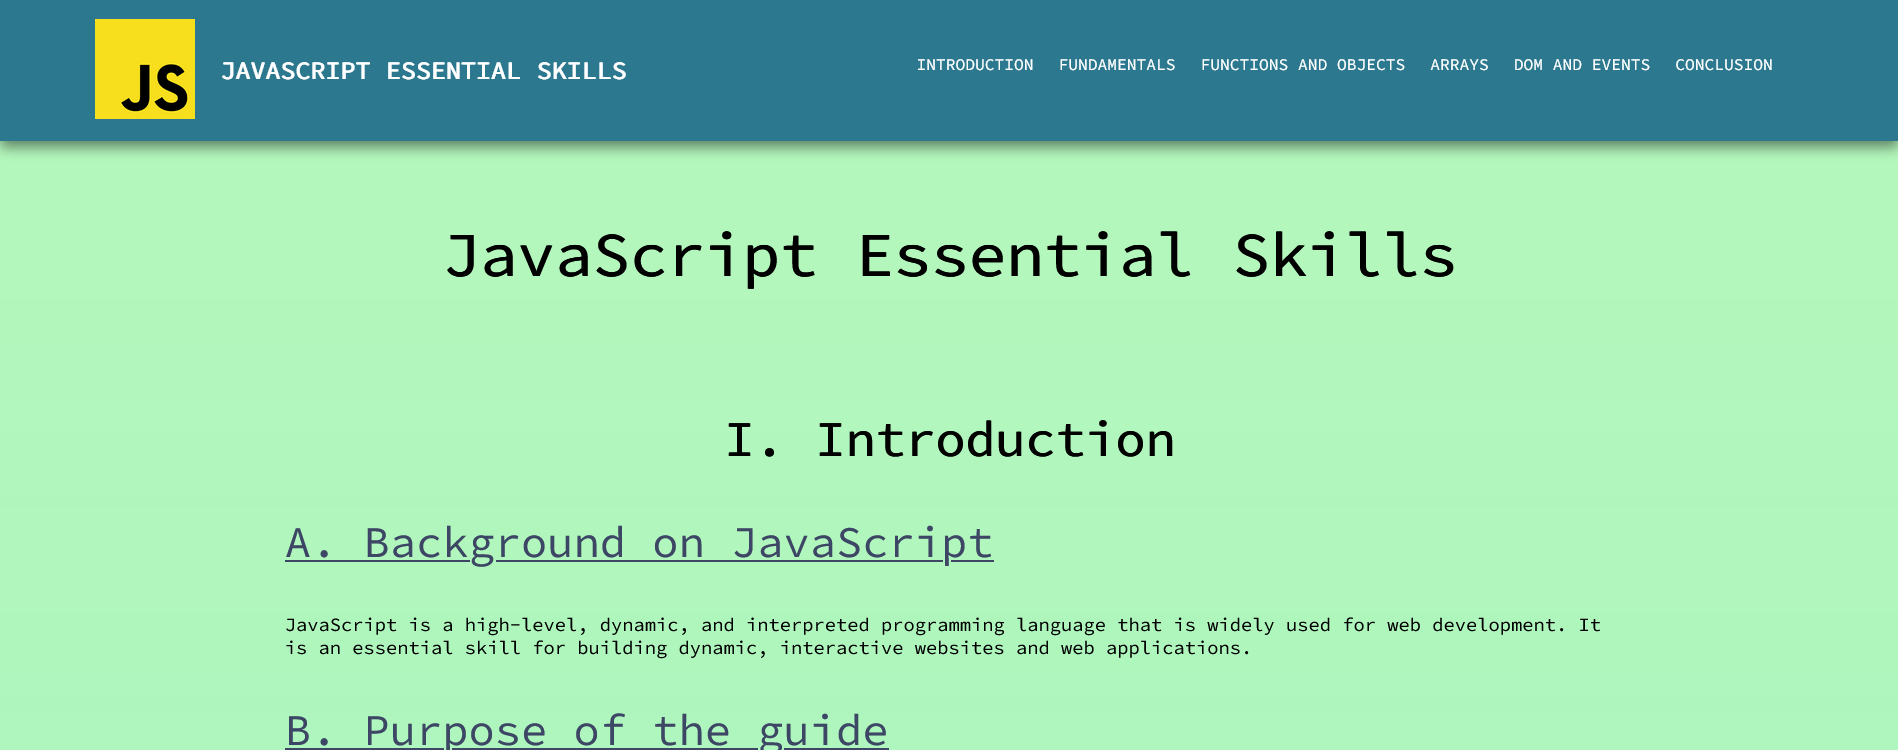 JS
JAVASCRIPT ESSENTIAL SKILLS
INTRODUCTION FUNDAMENTALS FUNCTIONS AND OBJECTS ARRAYS DOM AND EVENTS CONCLUSION
JavaScript Essential Skills
I. Introduction
A. Background on JavaScript
JavaScript is a high-level, dynamic, and interpreted programming language that is widely used for web development. It
is an essential skill for building dynamic, interactive websites and web applications.
B. Purpose of the guide